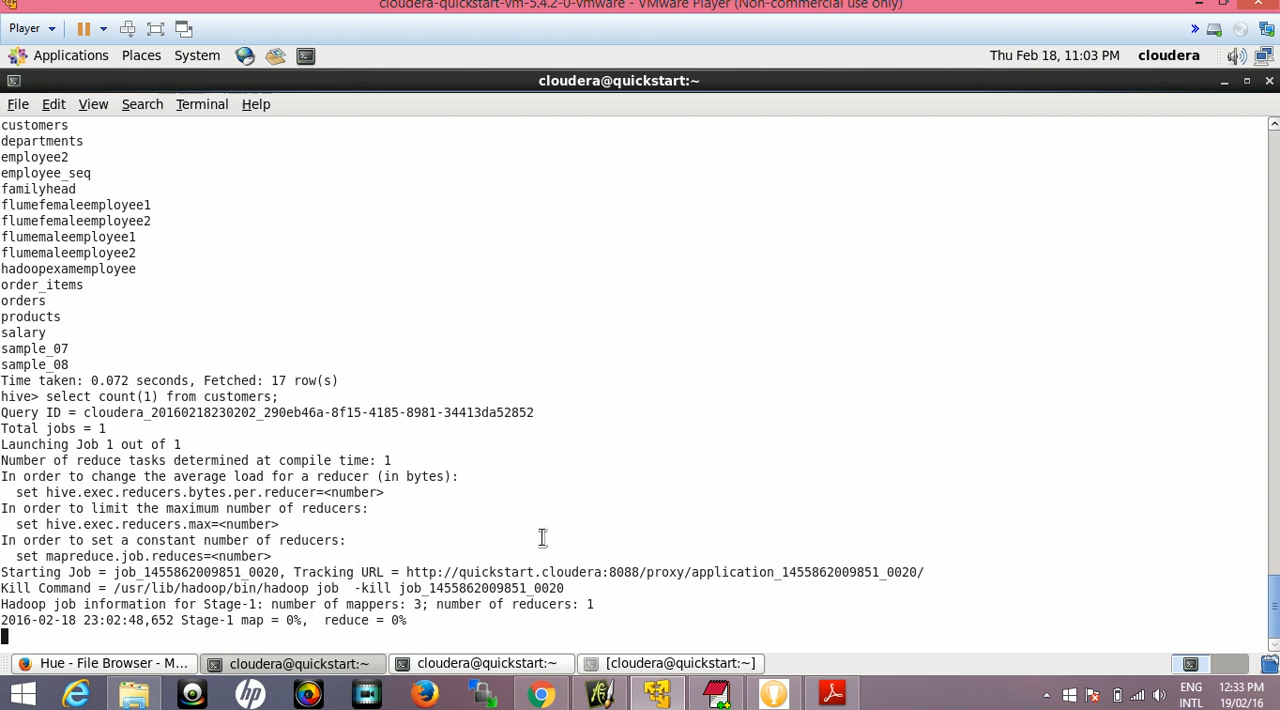 cloudera-quickstart-vm-5.4.2-0-vmware - VMware Player (Non-commercial use only)
Player
Applications Places System Thu Feb 18, 11:03 PM cloudera
cloudera@quickstart:~
File Edit View Search Terminal Help
customers
departments
employee2
employee_seq
familyhead
flumefemaleemployee1
flumefemaleemployee2
flumemaleemployee1
flumemaleemployee2
hadoopexamemployee
order_items
orders
products
salary
sample_07
sample_08
Time taken: 0.072 seconds, Fetched: 17 row(s)
hive> select count(1) from customers;
Query ID = cloudera_20160218230202_290eb46a-8f15-4185-8981-34413da52852
Total jobs = 1
Launching Job 1 out of 1
Number of reduce tasks determined at compile time: 1
In order to change the average load for a reducer (in bytes):
  set hive.exec.reducers.bytes.per.reducer=<number>
In order to limit the maximum number of reducers:
  set hive.exec.reducers.max=<number>
In order to set a constant number of reducers:
  set mapreduce.job.reduces=<number>
Starting Job = job_1455862009851_0020, Tracking URL = http://quickstart.cloudera:8088/proxy/application_1455862009851_0020/
Kill Command = /usr/lib/hadoop/bin/hadoop job  -kill job_1455862009851_0020
Hadoop job information for Stage-1: number of mappers: 3; number of reducers: 1
2016-02-18 23:02:48,652 Stage-1 map = 0%,  reduce = 0%
Hue - File Browser - M... cloudera@quickstart:~ cloudera@quickstart:~ [cloudera@quickstart:~]
ENG 12:33 PM
INTL 19/02/16